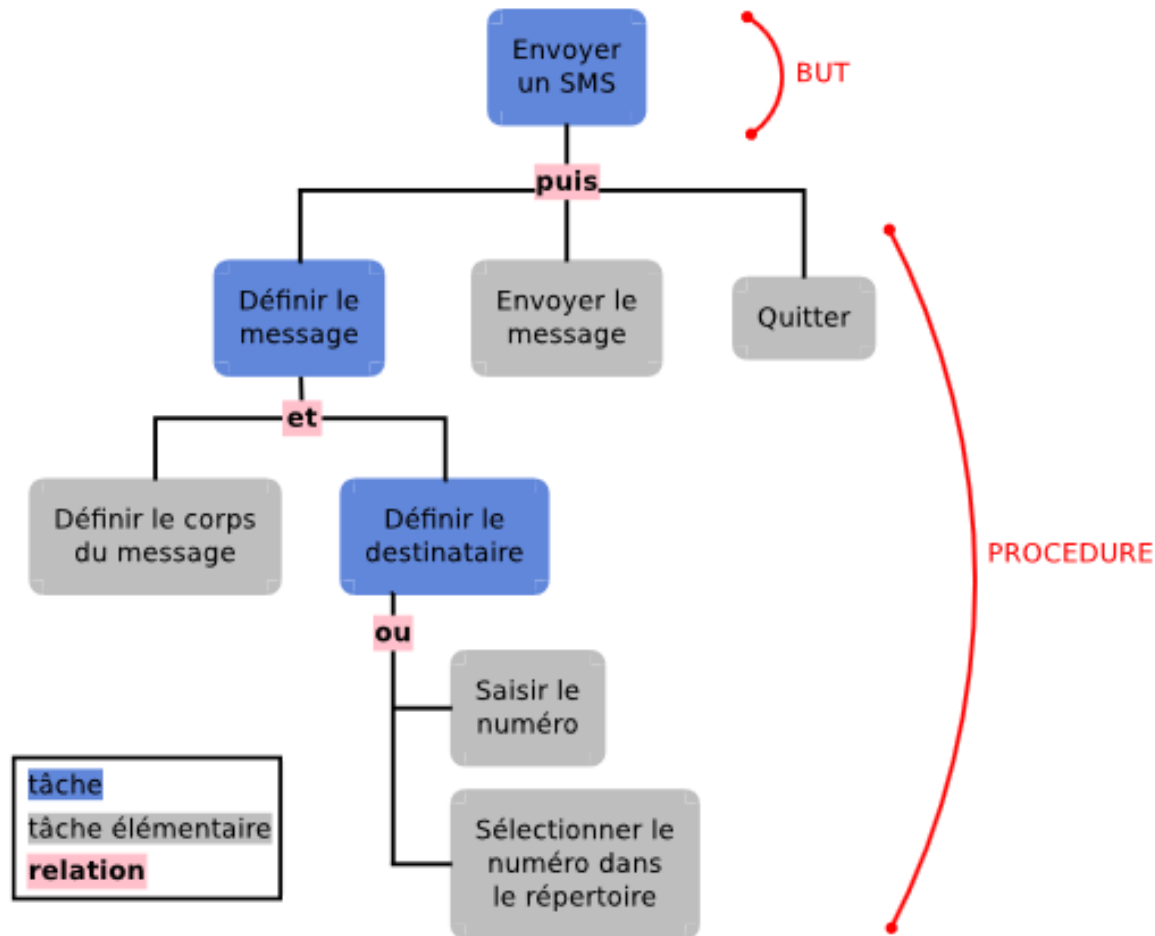 Envoyer
un SMS
BUT
puis
Définir le
message
Envoyer le
message
Quitter
et
Définir le corps
du message
Définir le
destinataire
PROCEDURE
ou
Saisir le
numéro
Sélectionner le
numéro dans
le répertoire
tâche
tâche élémentaire
relation